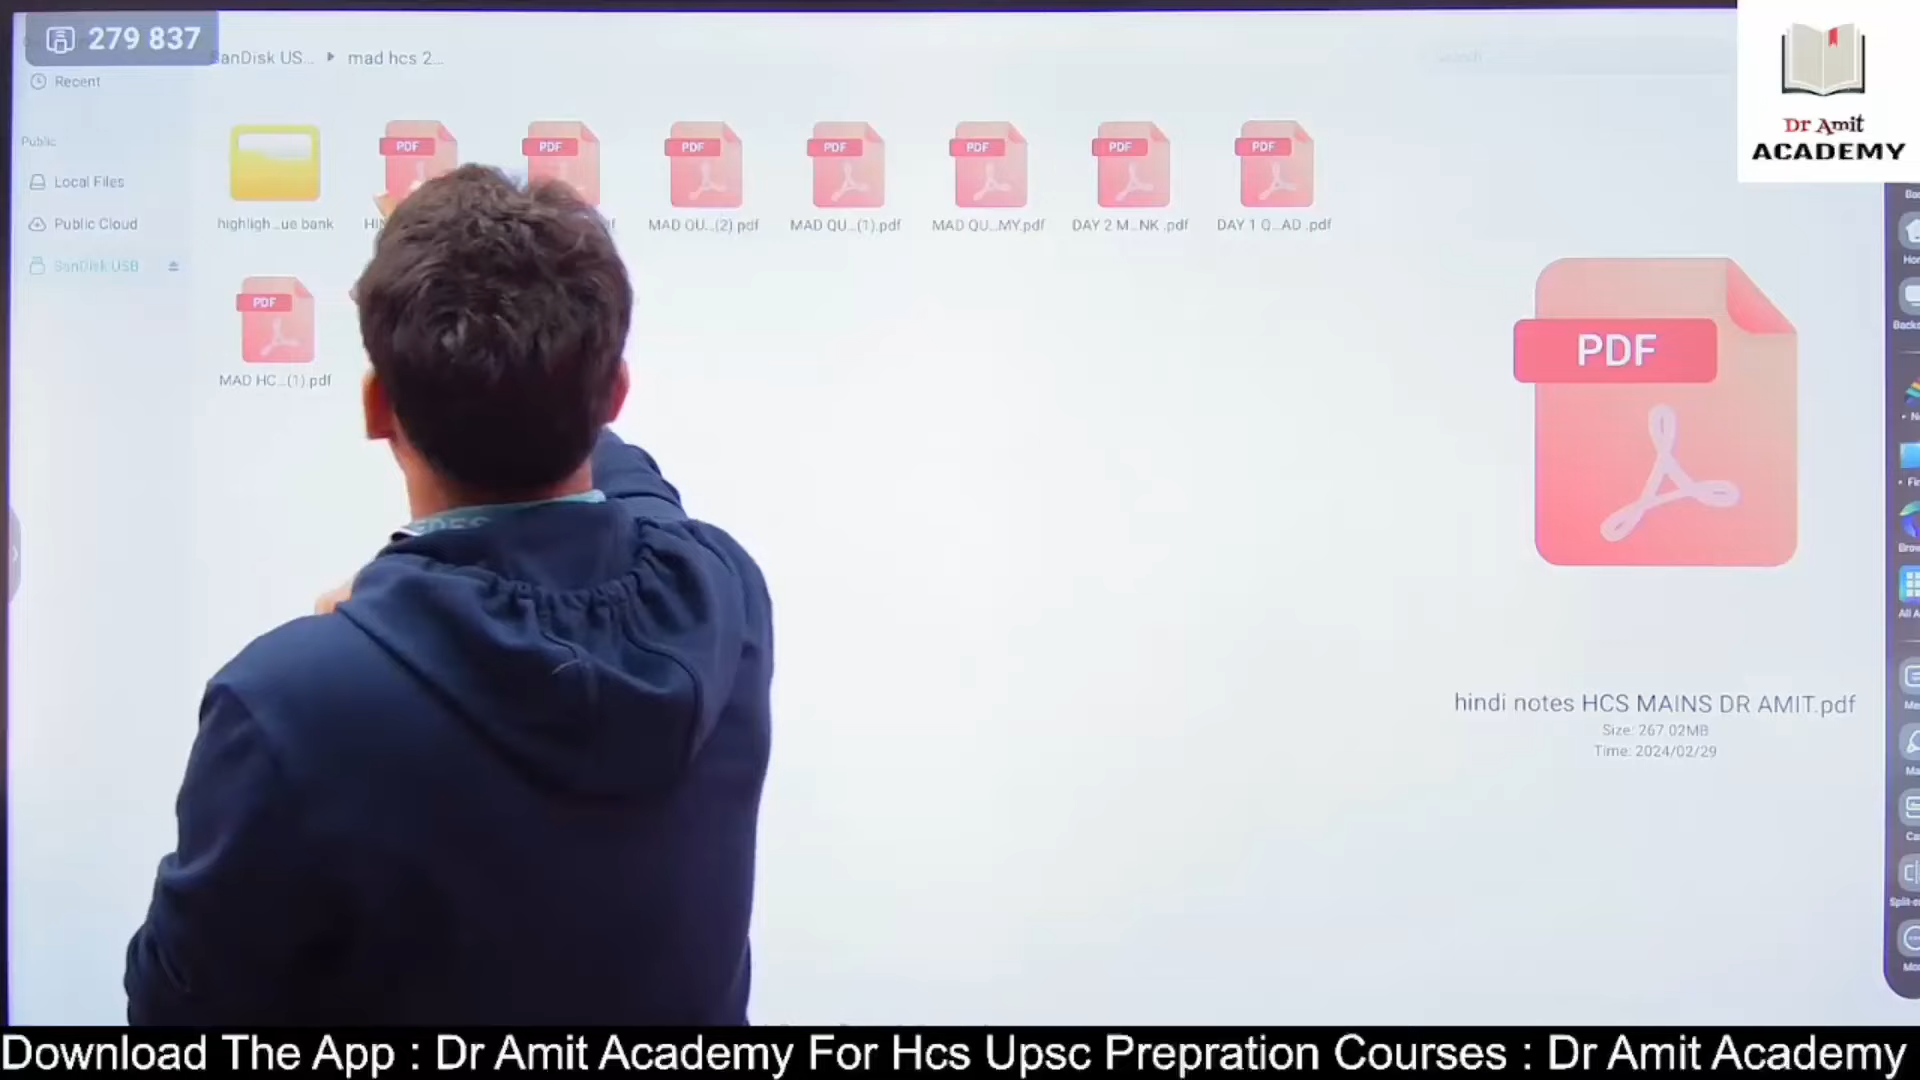 279 837
SanDisk US... mad hcs 2...
Search
Recent
Public
Local Files
Public Cloud
SanDisk USB
PDF
PDF
PDF
PDF
PDF
PDF
PDF
highligh...ue bank
MAD QU...(2).pdf
MAD QU...(1).pdf
MAD QU...MY.pdf
DAY 2 M...NK .pdf
DAY 1 Q...AD .pdf
PDF
MAD HC...(1).pdf
PDF
hindi notes HCS MAINS DR AMIT.pdf
Size: 267.02MB
Time: 2024/02/29
Dr Amit
ACADEMY
Download The App : Dr Amit Academy For Hcs Upsc Prepration Courses : Dr Amit Academy